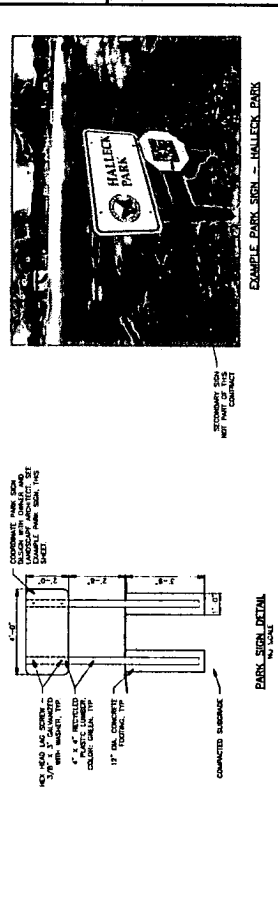 COORDINATE PARK SIGN
DESIGN WITH OWNER AND
LANDSCAPE ARCHITECT. SEE
EXAMPLE PARK SIGN, THIS
SHEET.
4'-0"
2'-0"
HEX HEAD LAG SCREW -
3/8" X 3" GALVANIZED
WITH WASHER, TYP.
4" X 4" RECYCLED
PLASTIC LUMBER.
COLOR: GREEN, TYP
12" DIA. CONCRETE
FOOTING, TYP
COMPACTED SUBGRADE
PARK SIGN DETAIL
NO SCALE
HALLECK
PARK
SECONDARY SIGN
NOT PART OF THIS
CONTRACT
EXAMPLE PARK SIGN - HALLECK PARK